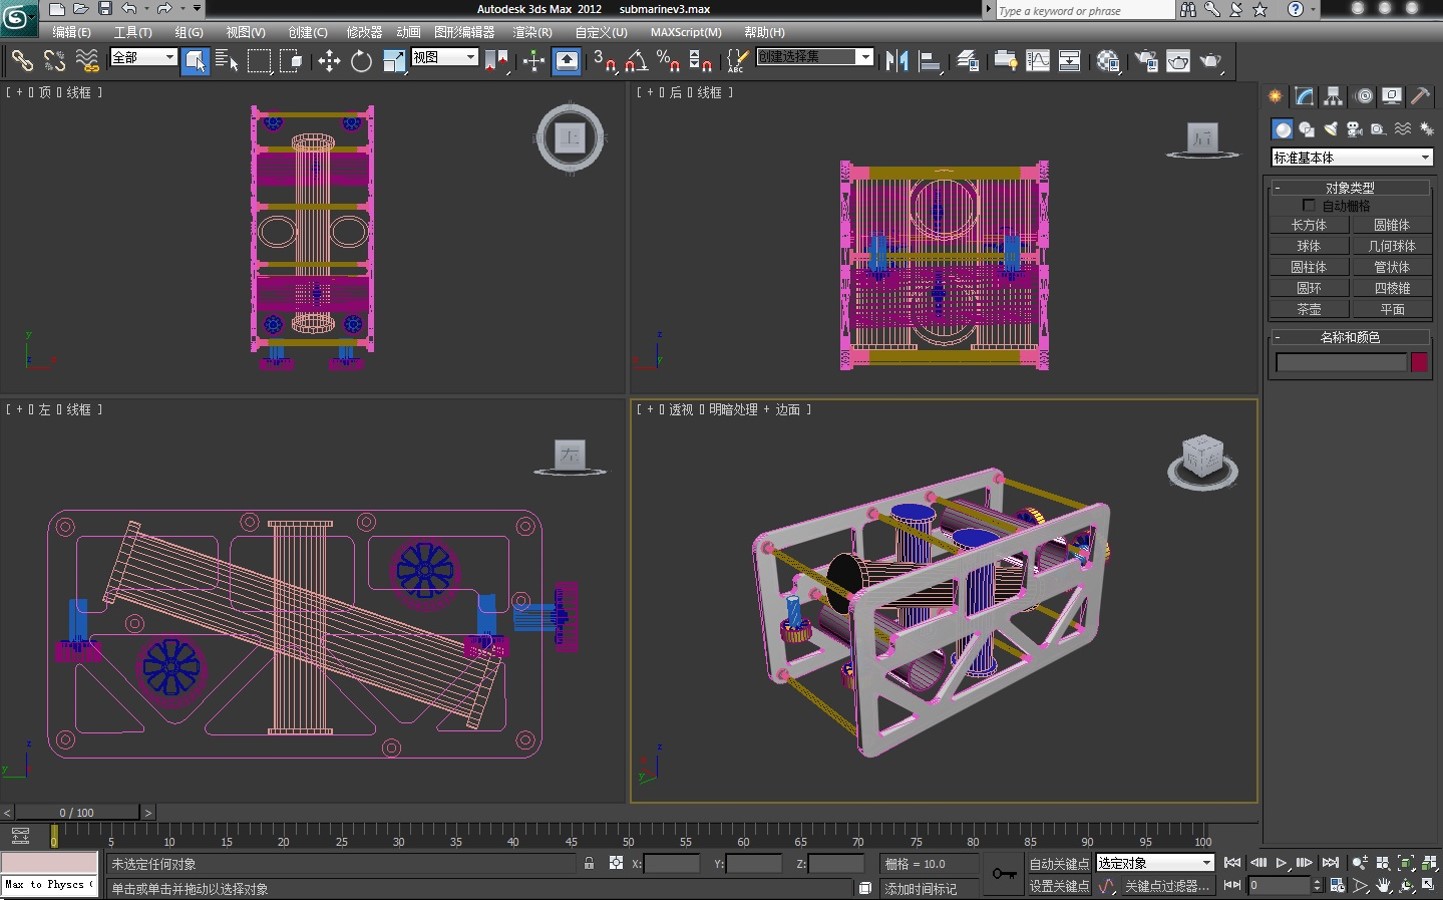 Autodesk 3ds Max 2012 submarinev3.max
Type a keyword or phrase
编辑(E) 工具(T) 组(G) 视图(V) 创建(C) 修改器 动画 图形编辑器 渲染(R) 自定义(U) MAXScript(M) 帮助(H)
全部
视图
3
%
ABC
创建选择集
[ + ▯ 顶 ▯ 线框 ]
上
[ + ▯ 后 ▯ 线框 ]
后
标准基本体
- 对象类型
自动栅格
长方体 圆锥体
球体 几何球体
圆柱体 管状体
圆环 四棱锥
茶壶 平面
- 名称和颜色
[ + ▯ 左 ▯ 线框 ]
左
[ + ▯ 透视 ▯ 明暗处理 + 边面 ]
< 0 / 100 >
0 5 10 15 20 25 30 35 40 45 50 55 60 65 70 75 80 85 90 95 100
未选定任何对象
X: Y: Z:
栅格 = 10.0
自动关键点
选定对象
Max to Physcs (
单击或单击并拖动以选择对象
添加时间标记
设置关键点
关键点过滤器...
0